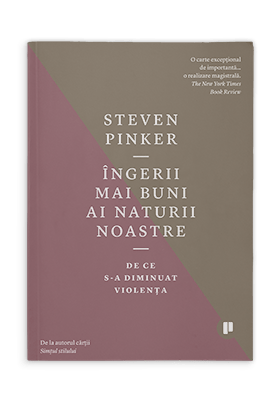 O carte excepțional
de importantă...
o realizare magistrală.
The New York Times
Book Review
STEVEN
PINKER
ÎNGERII
MAI BUNI
AI NATURII
NOASTRE
DE CE
S-A DIMINUAT
VIOLENȚA
De la autorul cărții
Simțul stilului